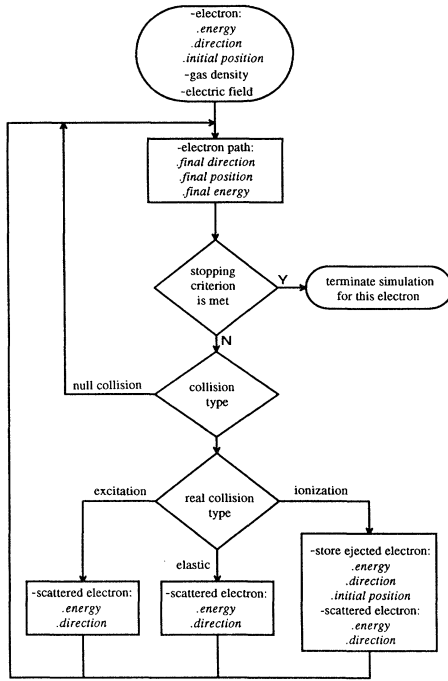 -electron:
.energy
.direction
.initial position
-gas density
-electric field
-electron path:
.final direction
.final position
.final energy
stopping
criterion
is met
Y
terminate simulation
for this electron
N
null collision
collision
type
excitation
real collision
type
ionization
elastic
-scattered electron:
.energy
.direction
-scattered electron:
.energy
.direction
-store ejected electron:
.energy
.direction
.initial position
-scattered electron:
.energy
.direction